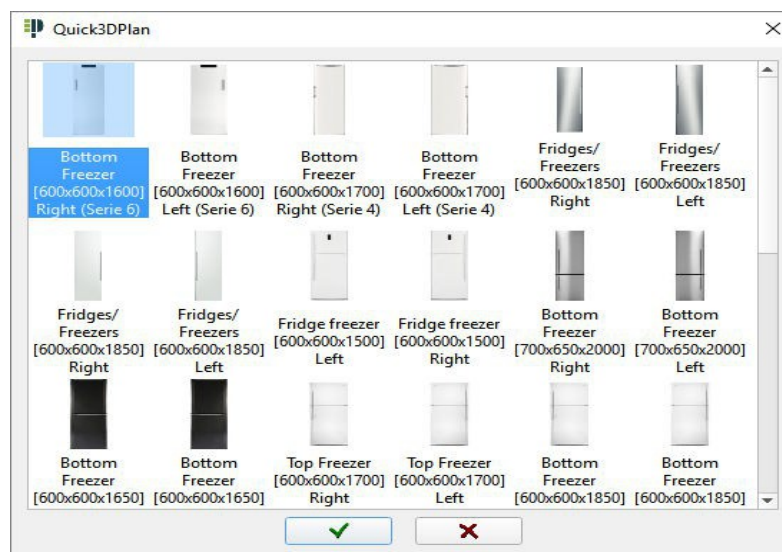 Quick3DPlan
Bottom
Freezer
[600x600x1600]
Right (Serie 6)
Bottom
Freezer
[600x600x1600]
Left (Serie 6)
Bottom
Freezer
[600x600x1700]
Right (Serie 4)
Bottom
Freezer
[600x600x1700]
Left (Serie 4)
Fridges/
Freezers
[600x600x1850]
Right
Fridges/
Freezers
[600x600x1850]
Left
Fridges/
Freezers
[600x600x1850]
Right
Fridges/
Freezers
[600x600x1850]
Left
Fridge freezer
[600x600x1500]
Left
Fridge freezer
[600x600x1500]
Right
Bottom
Freezer
[700x650x2000]
Right
Bottom
Freezer
[700x650x2000]
Left
Bottom
Freezer
[600x600x1650]
Bottom
Freezer
[600x600x1650]
Top Freezer
[600x600x1700]
Right
Top Freezer
[600x600x1700]
Left
Bottom
Freezer
[600x600x1850]
Bottom
Freezer
[600x600x1850]